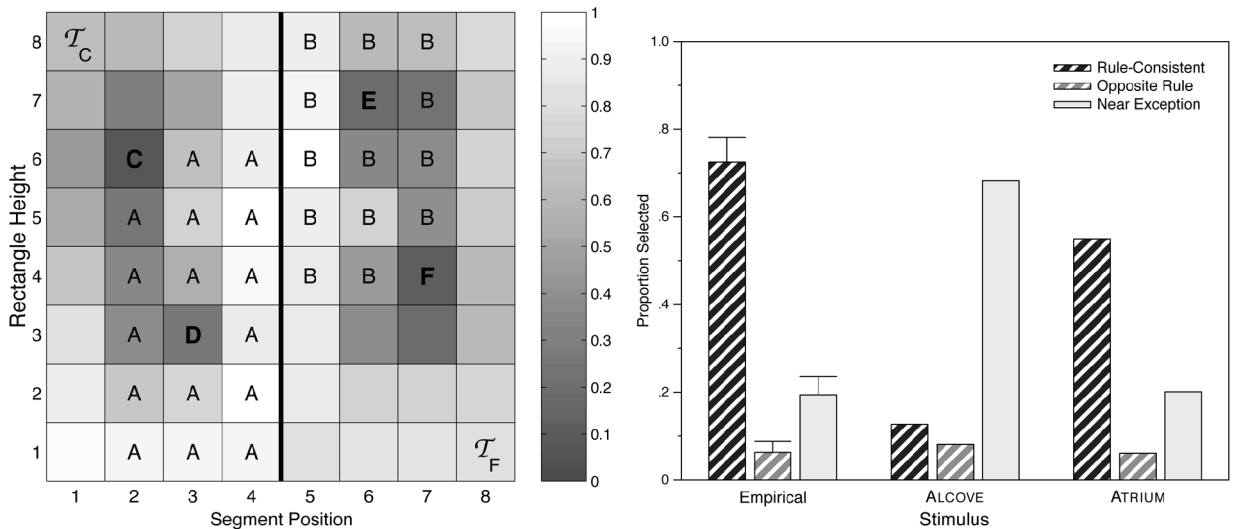 8 𝒯C B B B
7 B E B
6 C A A B B B
5 A A A B B B
4 A A A B B F
3 A D A
2 A A A
1 A A A 𝒯F
1 2 3 4 5 6 7 8
Segment Position
Rectangle Height
1
0.9
0.8
0.7
0.6
0.5
0.4
0.3
0.2
0.1
0
1.0
.8
.6
.4
.2
0
Proportion Selected
Rule-Consistent
Opposite Rule
Near Exception
Empirical ALCOVE ATRIUM
Stimulus